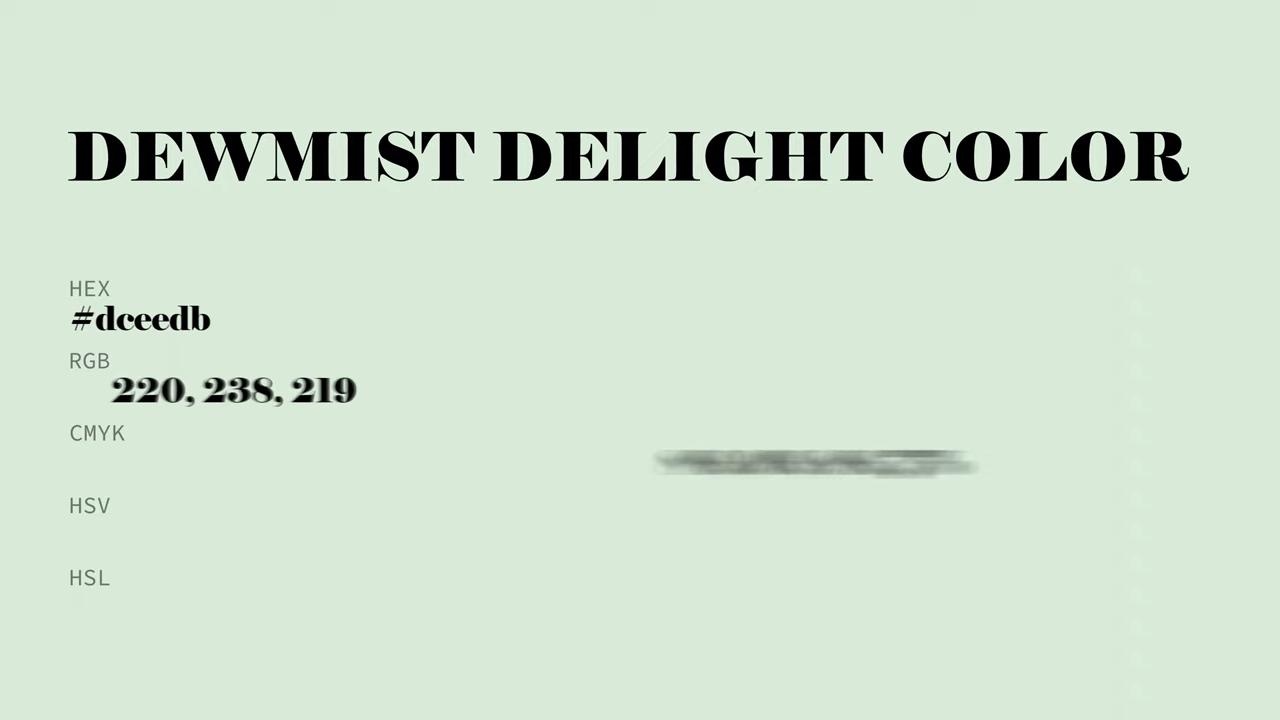 DEWMIST DELIGHT COLOR
HEX
#dceedb
RGB
220, 238, 219
CMYK
HSV
HSL